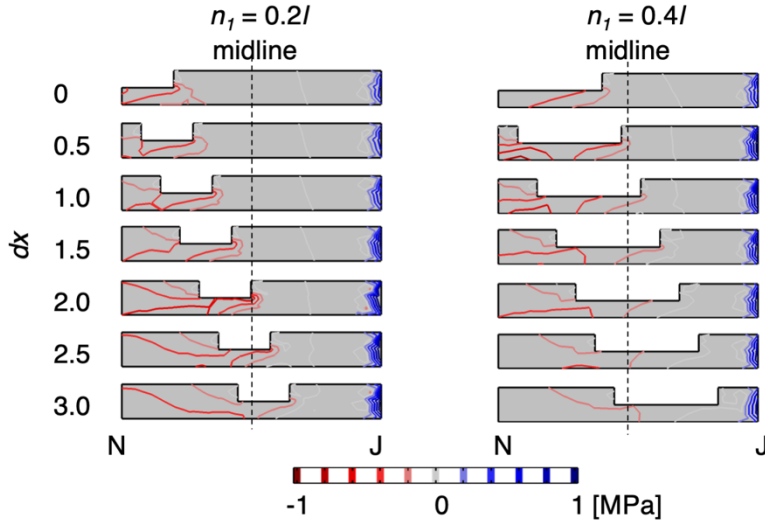 n₁ = 0.2l n₁ = 0.4l
midline midline
dx
0
0.5
1.0
1.5
2.0
2.5
3.0
N J N J
-1 0 1 [MPa]